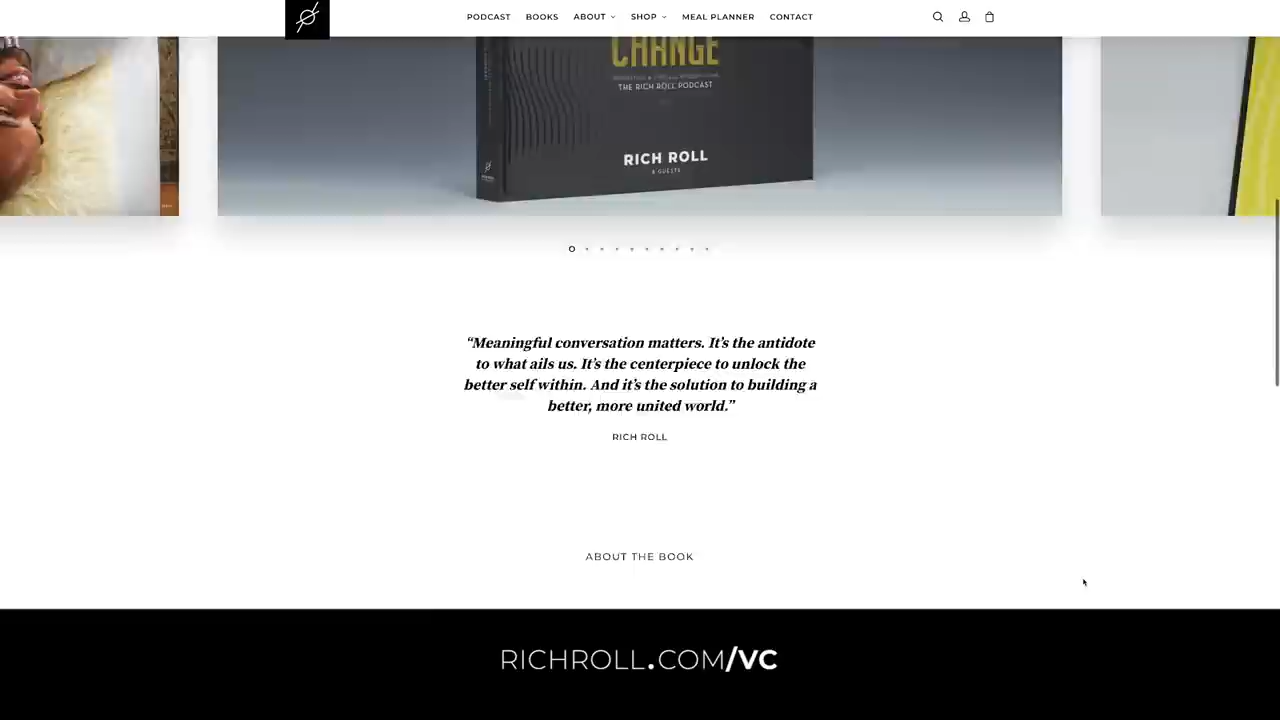 PODCAST BOOKS ABOUT SHOP MEAL PLANNER CONTACT
CHANGE
THE RICH ROLL PODCAST
RICH ROLL
& GUESTS
“Meaningful conversation matters. It’s the antidote
to what ails us. It’s the centerpiece to unlock the
better self within. And it’s the solution to building a
better, more united world.”
RICH ROLL
ABOUT THE BOOK
RICHROLL.COM/VC